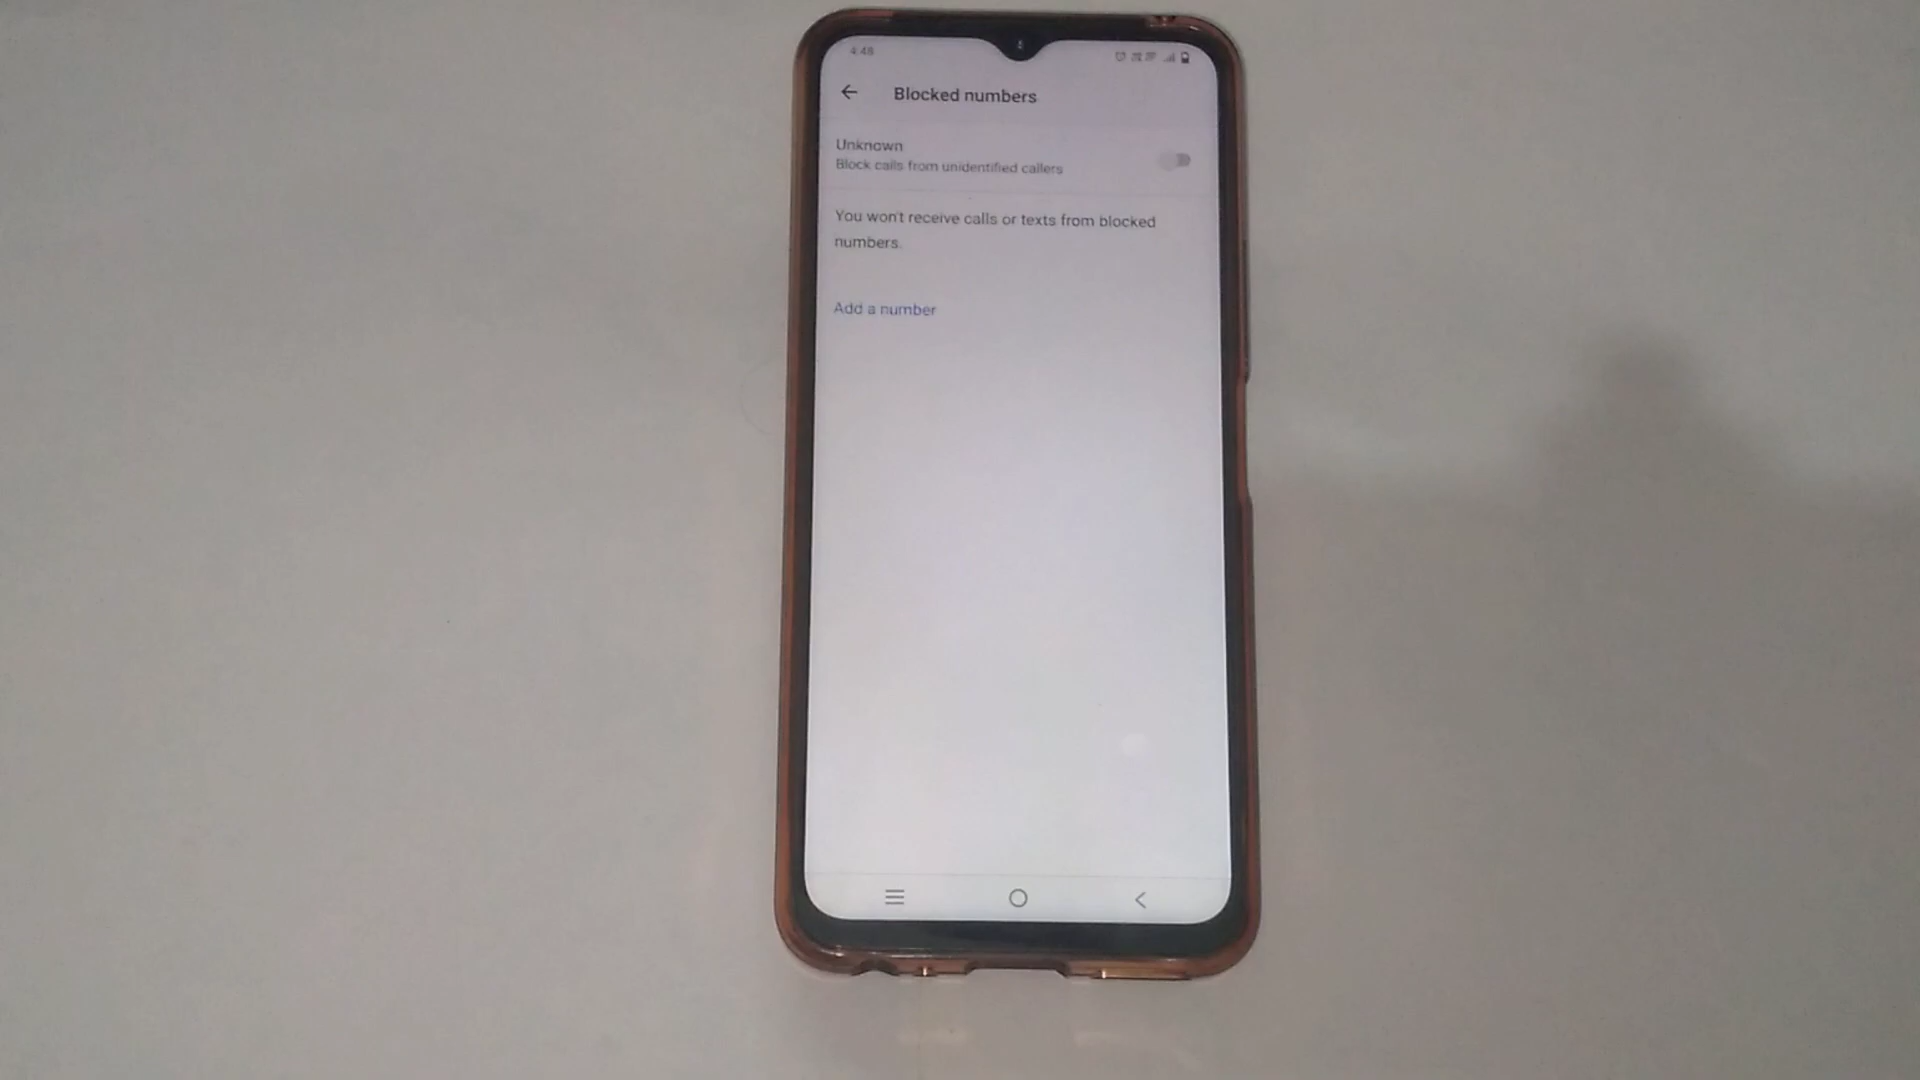 4:48
Blocked numbers
Unknown
Block calls from unidentified callers
You won't receive calls or texts from blocked
numbers.
Add a number